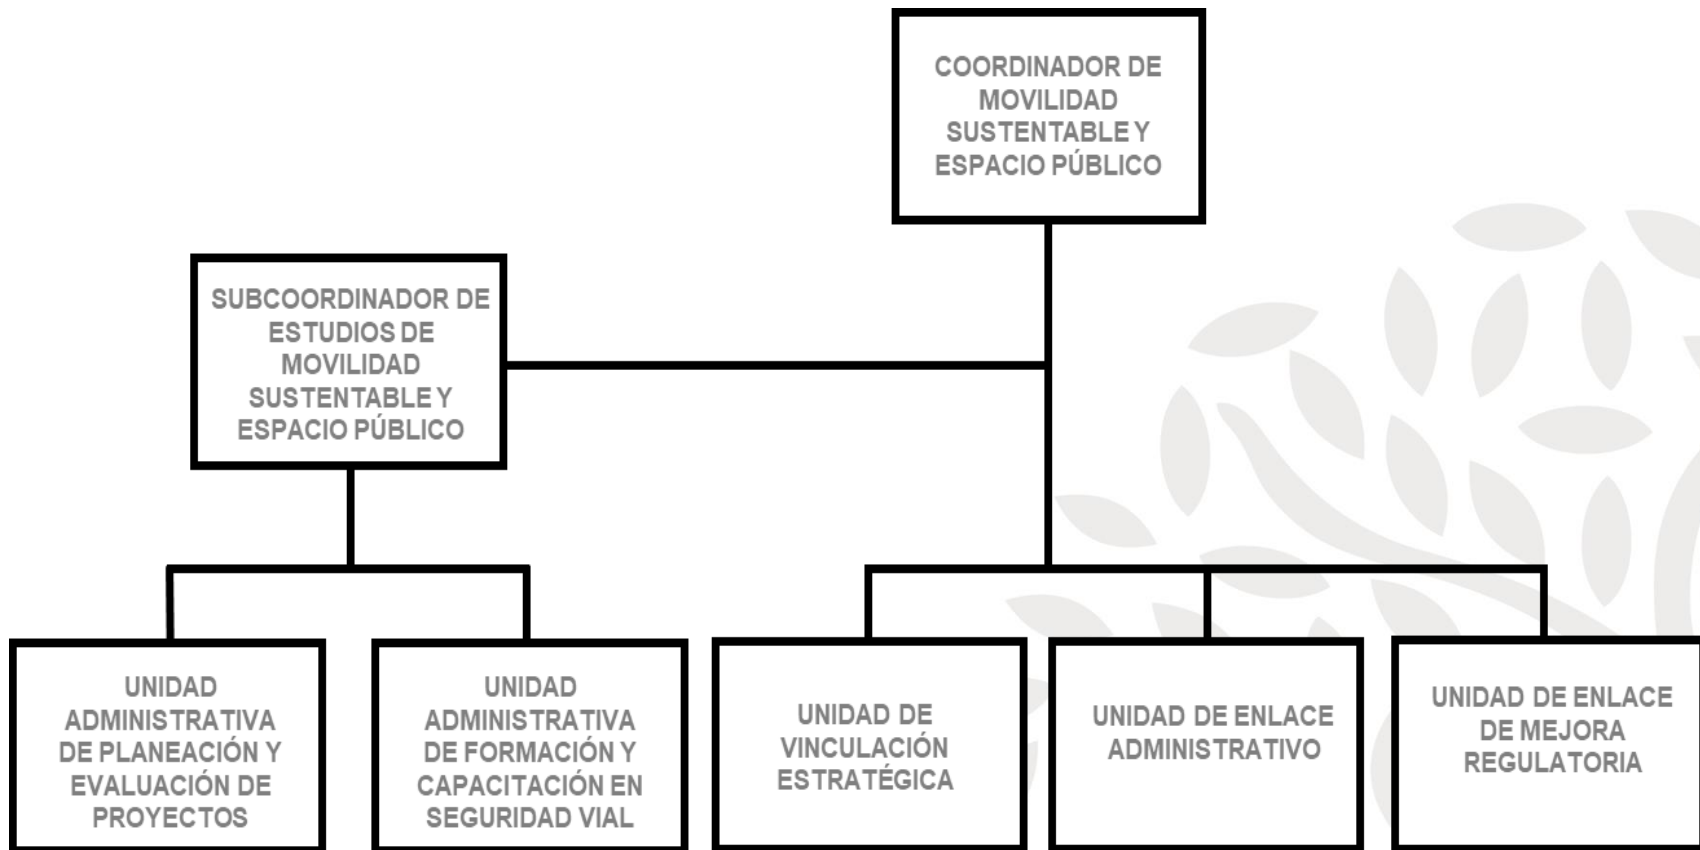 COORDINADOR DE
MOVILIDAD
SUSTENTABLE Y
ESPACIO PÚBLICO
SUBCOORDINADOR DE
ESTUDIOS DE
MOVILIDAD
SUSTENTABLE Y
ESPACIO PÚBLICO
UNIDAD
ADMINISTRATIVA
DE PLANEACIÓN Y
EVALUACIÓN DE
PROYECTOS
UNIDAD
ADMINISTRATIVA
DE FORMACIÓN Y
CAPACITACIÓN EN
SEGURIDAD VIAL
UNIDAD DE
VINCULACIÓN
ESTRATÉGICA
UNIDAD DE ENLACE
ADMINISTRATIVO
UNIDAD DE ENLACE
DE MEJORA
REGULATORIA